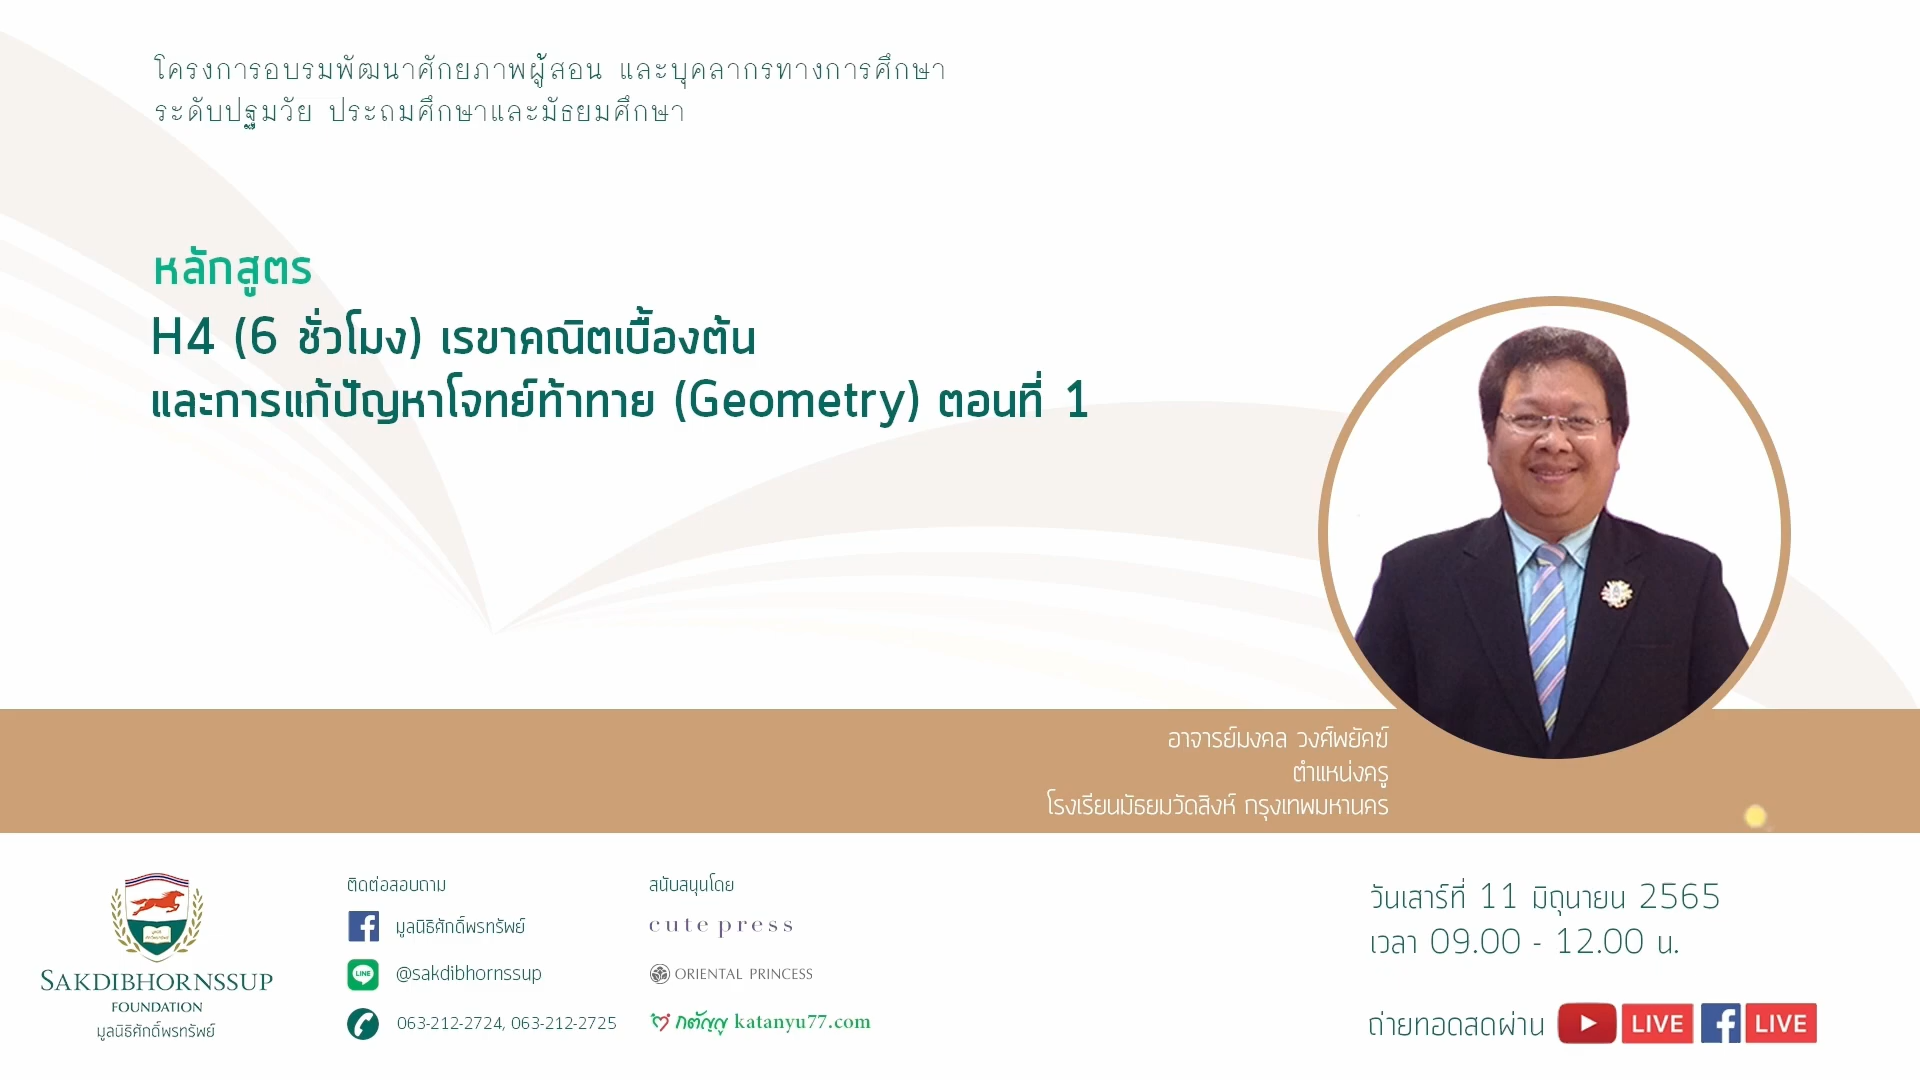 โครงการอบรมพัฒนาศักยภาพผู้สอน และบุคลากรทางการศึกษา
ระดับปฐมวัย ประถมศึกษาและมัธยมศึกษา
หลักสูตร
H4 (6 ชั่วโมง) เรขาคณิตเบื้องต้น
และการแก้ปัญหาโจทย์ท้าทาย (Geometry) ตอนที่ 1
อาจารย์มงคล วงศ์พยัคฆ์
ตำแหน่งครู
โรงเรียนมัธยมวัดสิงห์ กรุงเทพมหานคร
SAKDIBHORNSSUP
FOUNDATION
มูลนิธิศักดิ์พรทรัพย์
ติดต่อสอบถาม
มูลนิธิศักดิ์พรทรัพย์
LINE
@sakdibhornssup
063-212-2724, 063-212-2725
สนับสนุนโดย
cute press
ORIENTAL PRINCESS
กตัญญู katanyu77.com
วันเสาร์ที่ 11 มิถุนายน 2565
เวลา 09.00 - 12.00 น.
ถ่ายทอดสดผ่าน LIVE LIVE